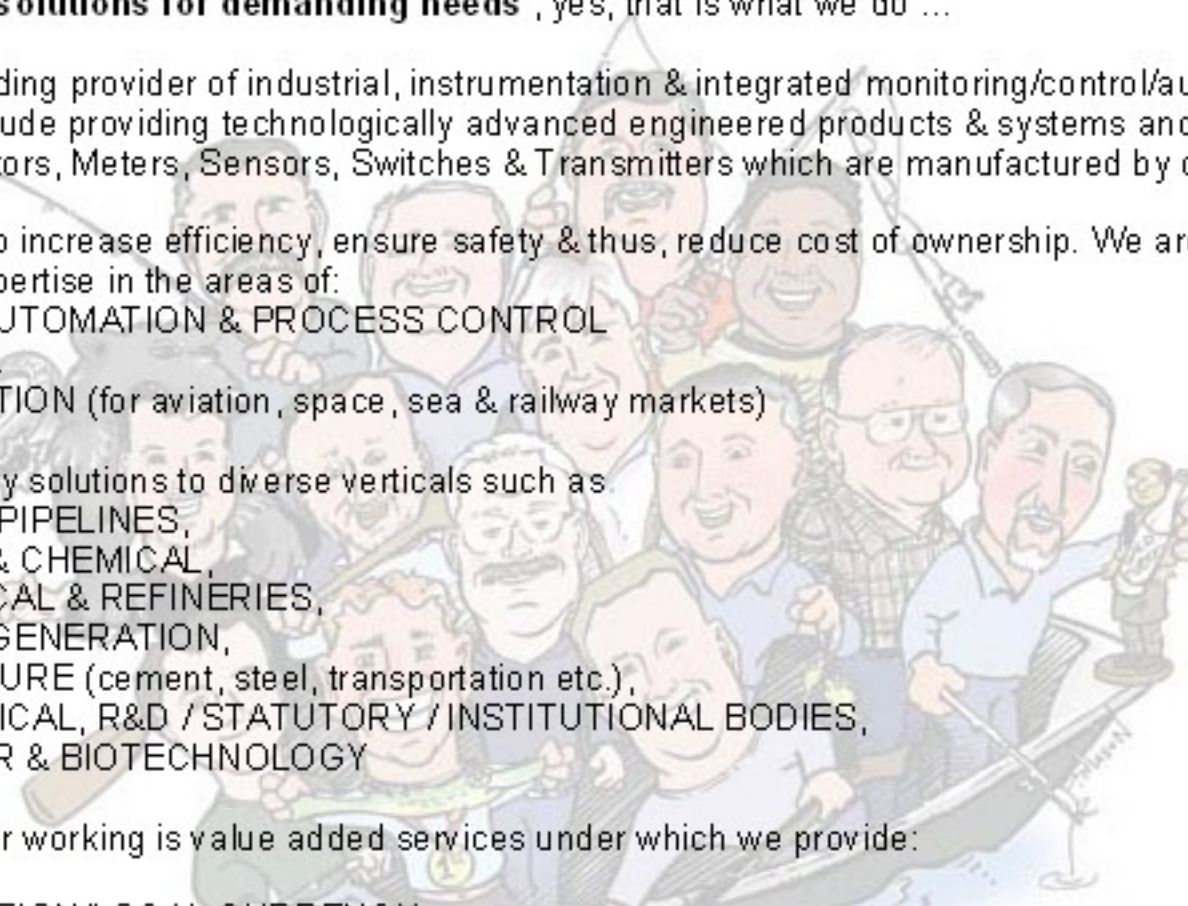 solutions for demanding needs", yes, that is what we do ...
ding provider of industrial, instrumentation & integrated monitoring/control/au
ude providing technologically advanced engineered products & systems and
tors, Meters, Sensors, Switches & Transmitters which are manufactured by c
o increase efficiency, ensure safety & thus, reduce cost of ownership. We are
pertise in the areas of:
UTOMATION & PROCESS CONTROL
TION (for aviation, space, sea & railway markets)
y solutions to diverse verticals such as
PIPELINES,
& CHEMICAL,
CAL & REFINERIES,
GENERATION,
URE (cement, steel, transportation etc.),
ICAL, R&D / STATUTORY / INSTITUTIONAL BODIES,
R & BIOTECHNOLOGY
MASON
r working is value added services under which we provide:
1